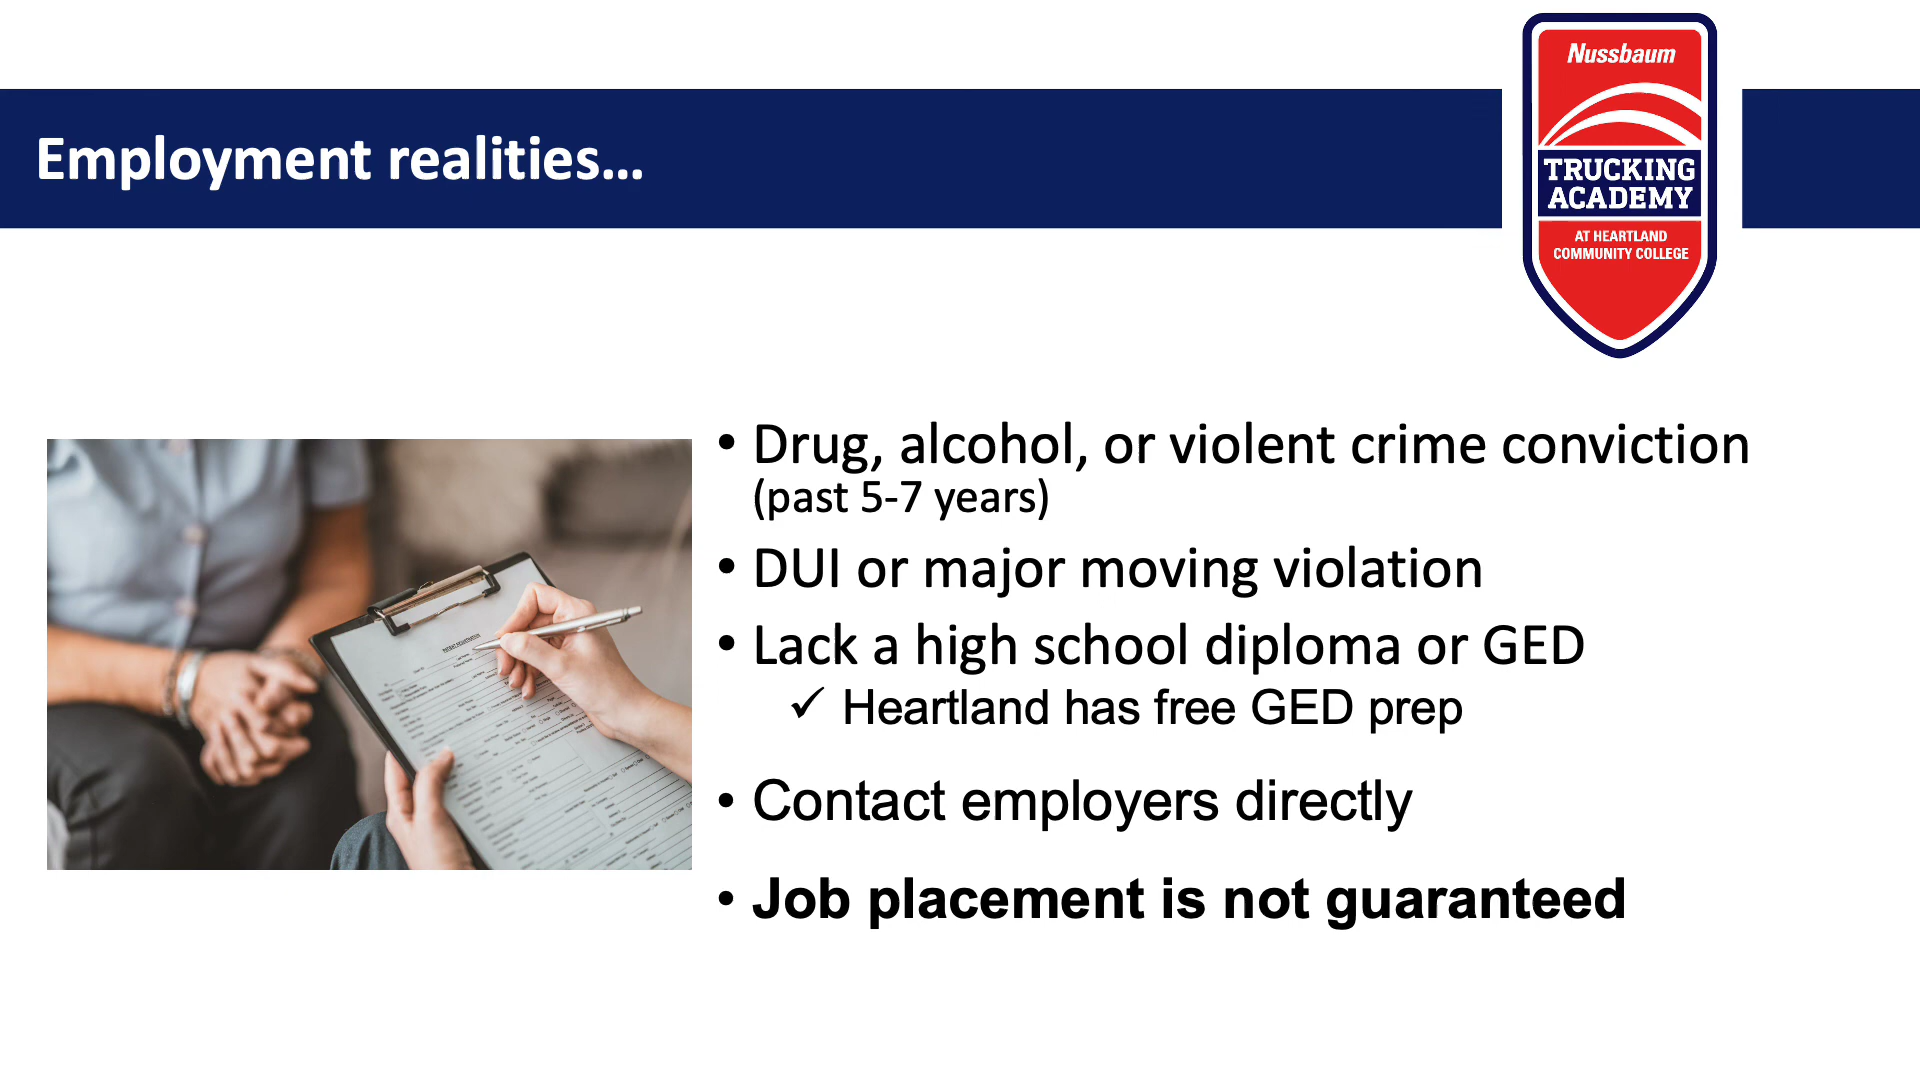 Nussbaum
TRUCKING
ACADEMY
AT HEARTLAND
COMMUNITY COLLEGE
Employment realities...
• Drug, alcohol, or violent crime conviction
(past 5-7 years)
• DUI or major moving violation
• Lack a high school diploma or GED
✓ Heartland has free GED prep
• Contact employers directly
• Job placement is not guaranteed
PATIENT REGISTRATION